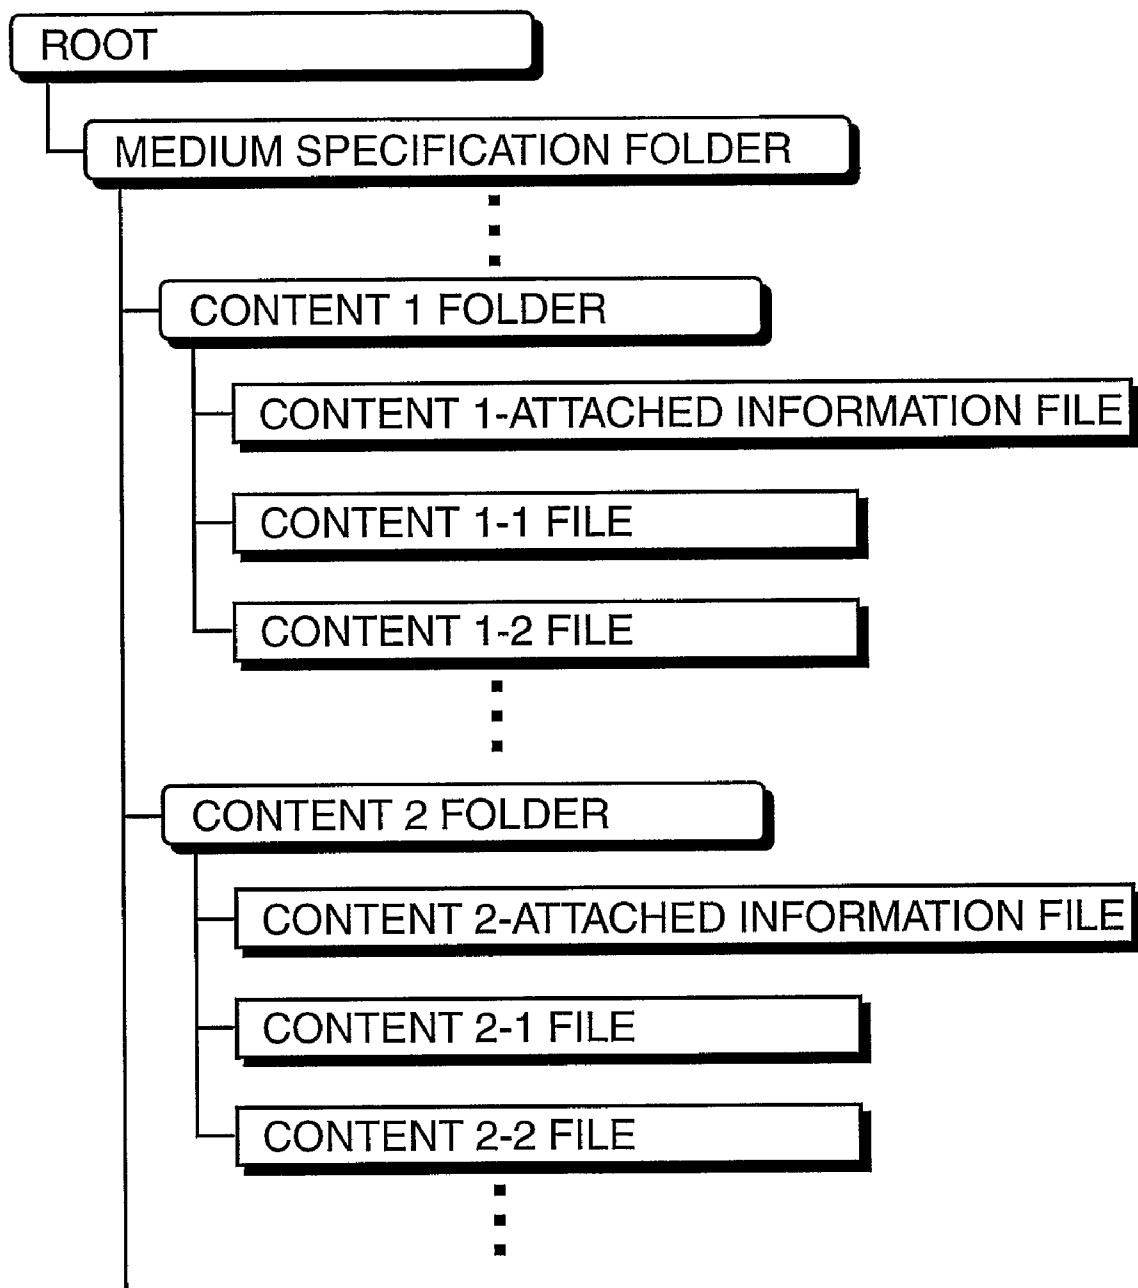 ROOT
MEDIUM SPECIFICATION FOLDER
CONTENT 1 FOLDER
CONTENT 1-ATTACHED INFORMATION FILE
CONTENT 1-1 FILE
CONTENT 1-2 FILE
CONTENT 2 FOLDER
CONTENT 2-ATTACHED INFORMATION FILE
CONTENT 2-1 FILE
CONTENT 2-2 FILE